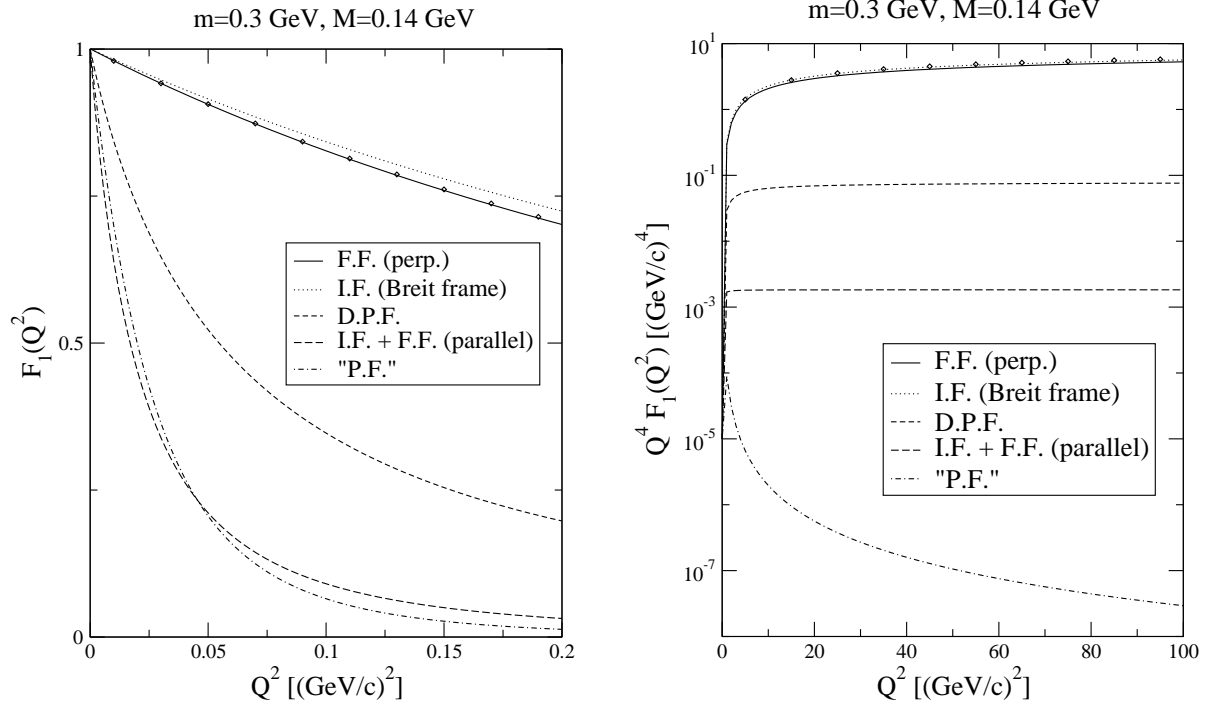 m=0.3 GeV, M=0.14 GeV
1
0.5
0
F₁(Q²)
F.F. (perp.)
I.F. (Breit frame)
D.P.F.
I.F. + F.F. (parallel)
"P.F."
0 0.05 0.1 0.15 0.2
Q² [(GeV/c)²]
m=0.3 GeV, M=0.14 GeV
10¹
10⁻¹
10⁻³
10⁻⁵
10⁻⁷
Q⁴ F₁(Q²) [(GeV/c)⁴]
F.F. (perp.)
I.F. (Breit frame)
D.P.F.
I.F. + F.F. (parallel)
"P.F."
0 20 40 60 80 100
Q² [(GeV/c)²]